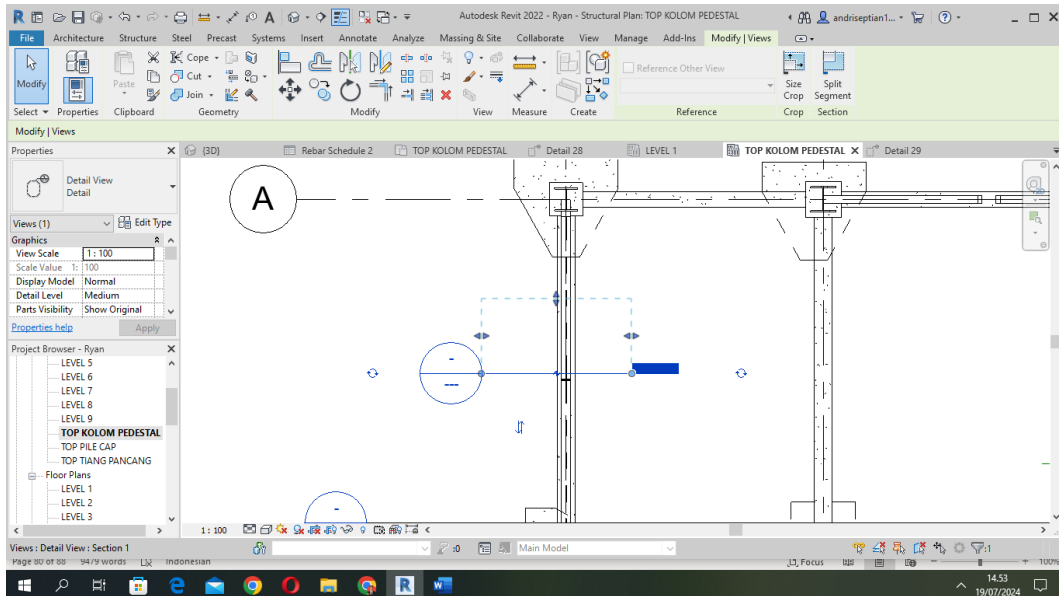 Autodesk Revit 2022 - Ryan - Structural Plan: TOP KOLOM PEDESTAL
andriseptian1...
File Architecture Structure Steel Precast Systems Insert Annotate Analyze Massing & Site Collaborate View Manage Add-Ins Modify | Views
Modify
Paste
Cope
Cut
Join
Reference Other View
Size Crop
Split Segment
Select Properties Clipboard Geometry Modify View Measure Create Reference Crop Section
Modify | Views
Properties
{3D} Rebar Schedule 2 TOP KOLOM PEDESTAL Detail 28 LEVEL 1 TOP KOLOM PEDESTAL Detail 29
Detail View
Detail
Views (1) Edit Type
Graphics
View Scale 1 : 100
Scale Value 1: 100
Display Model Normal
Detail Level Medium
Parts Visibility Show Original
Properties help Apply
Project Browser - Ryan
LEVEL 5
LEVEL 6
LEVEL 7
LEVEL 8
LEVEL 9
TOP KOLOM PEDESTAL
TOP PILE CAP
TOP TIANG PANCANG
Floor Plans
LEVEL 1
LEVEL 2
LEVEL 3
A
-
---
-
1 : 100
Views : Detail View : Section 1
:0
Main Model
:1
Page 80 of 88 9479 words Indonesian Focus 100%
14.53
19/07/2024